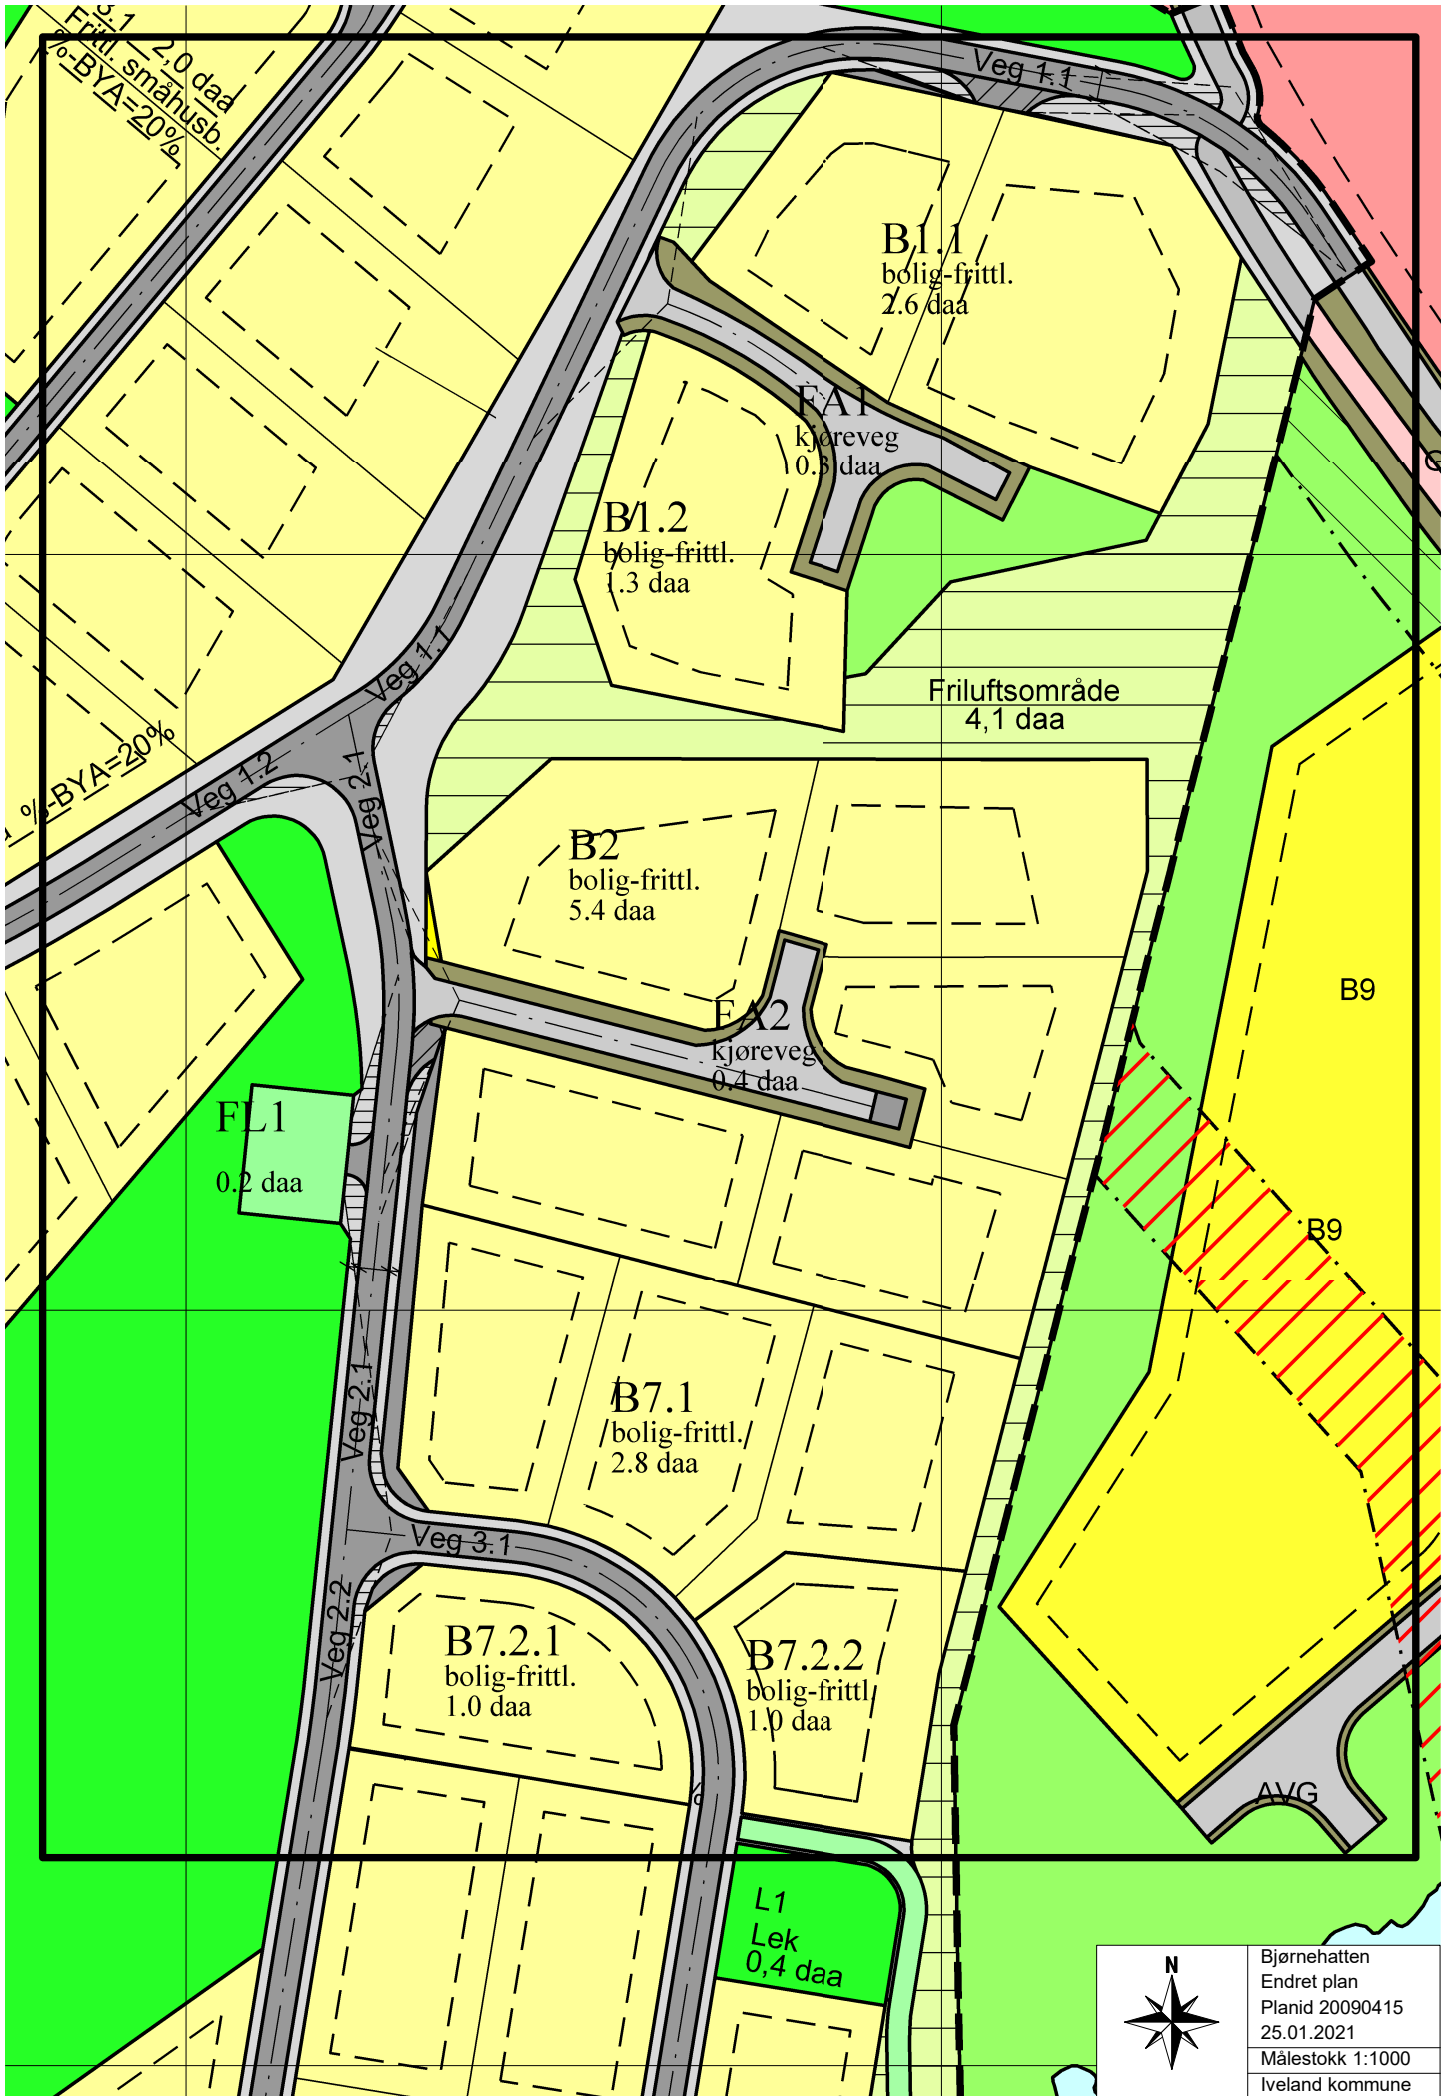 3.1 2,0 daa
Frittl. småhusb.
%-BYA=20%
Veg 1.1
B1.1
bolig-frittl.
2.6 daa
FA1
kjøreveg
0.3 daa
B1.2
bolig-frittl.
1.3 daa
Veg 1.1
Friluftsområde
4,1 daa
%-BYA=20%
Veg 1.2
Veg 2.1
B2
bolig-frittl.
5.4 daa
B9
FA2
kjøreveg
0.4 daa
FL1
0.2 daa
B9
Veg 2.1
B7.1
bolig-frittl.
2.8 daa
Veg 3.1
Veg 2.2
B7.2.1
bolig-frittl.
1.0 daa
B7.2.2
bolig-frittl.
1.0 daa
AVG
L1
Lek
0,4 daa
N
Bjørnehatten
Endret plan
Planid 20090415
25.01.2021
Målestokk 1:1000
Iveland kommune